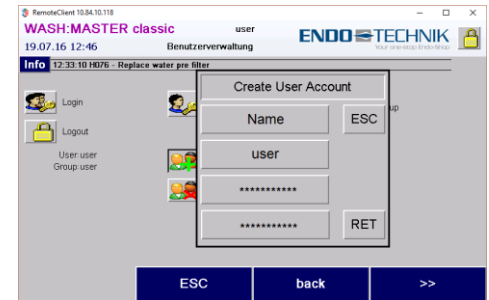 RemoteClient 10.84.10.118
WASH:MASTER classic user
ENDO TECHNIK
Your one-stop Endo-Shop
19.07.16 12:46 Benutzerverwaltung
Info 12:33:10 H076 - Replace water pre filter
Create User Account
Login
Name ESC
up
Logout
User:user
user
Group:user
***********
*********** RET
ESC back >>